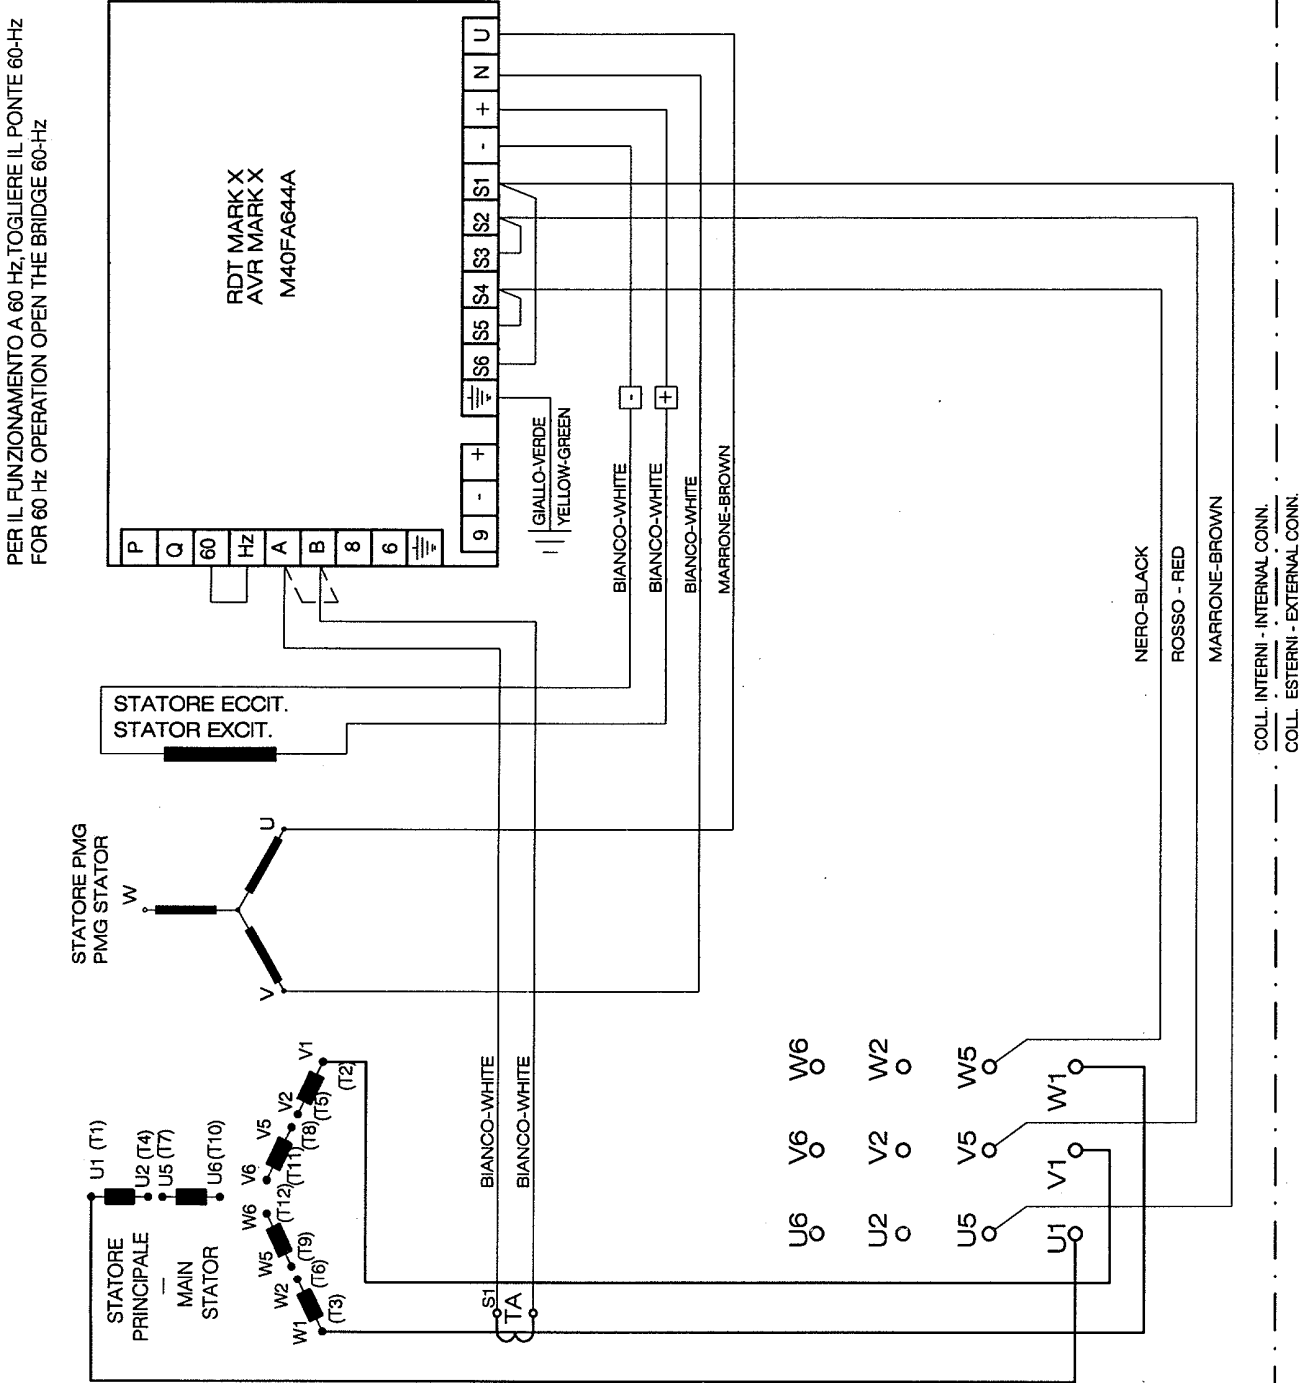 PER IL FUNZIONAMENTO A 60 Hz,TOGLIERE IL PONTE 60-Hz
FOR 60 Hz OPERATION OPEN THE BRIDGE 60-Hz
RDT MARK X
AVR MARK X
M40FA644A
P
Q
60
Hz
A
B
8
6
9
-
+
S6
S5
S4
S3
S2
S1
-
+
N
U
GIALLO-VERDE
YELLOW-GREEN
-
+
BIANCO-WHITE
BIANCO-WHITE
BIANCO-WHITE
MARRONE-BROWN
NERO-BLACK
ROSSO - RED
MARRONE-BROWN
COLL. INTERNI - INTERNAL CONN.
COLL. ESTERNI - EXTERNAL CONN.
STATORE ECCIT.
STATOR EXCIT.
STATORE PMG
PMG STATOR
W
U
V
STATORE
PRINCIPALE
—
MAIN
STATOR
U1 (T1)
U2 (T4)
U5 (T7)
U6 (T10)
V1
(T2)
V2
(T5)
V5
(T8)
V6
(T11)
W6
(T12)
W5
(T9)
W2
(T6)
W1
(T3)
BIANCO-WHITE
BIANCO-WHITE
S1
TA
U6
V6
W6
U2
V2
W2
U5
V5
W5
U1
V1
W1